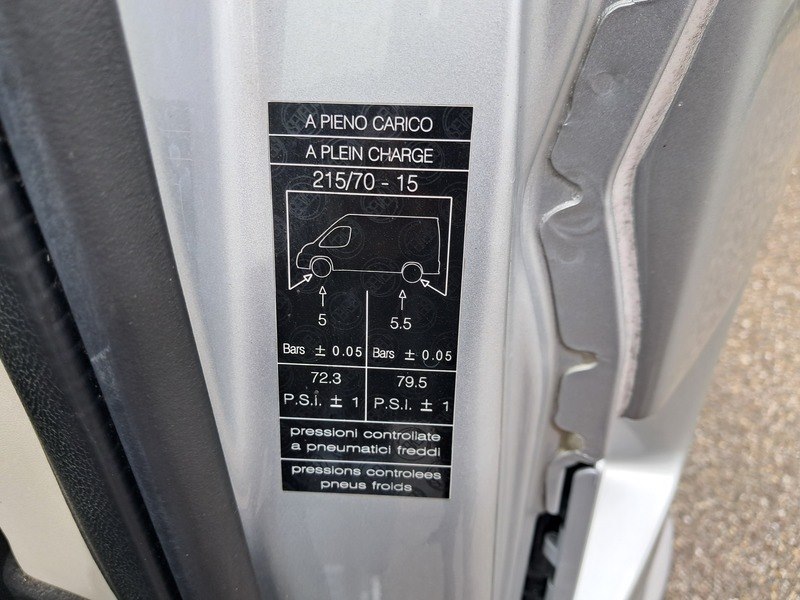 A PIENO CARICO
A PLEIN CHARGE
215/70 - 15
5 5.5
Bars ± 0.05 Bars ± 0.05
72.3 79.5
P.S.I. ± 1 P.S.I. ± 1
pressioni controllate
a pneumatici freddi
pressions controlees
pneus froids